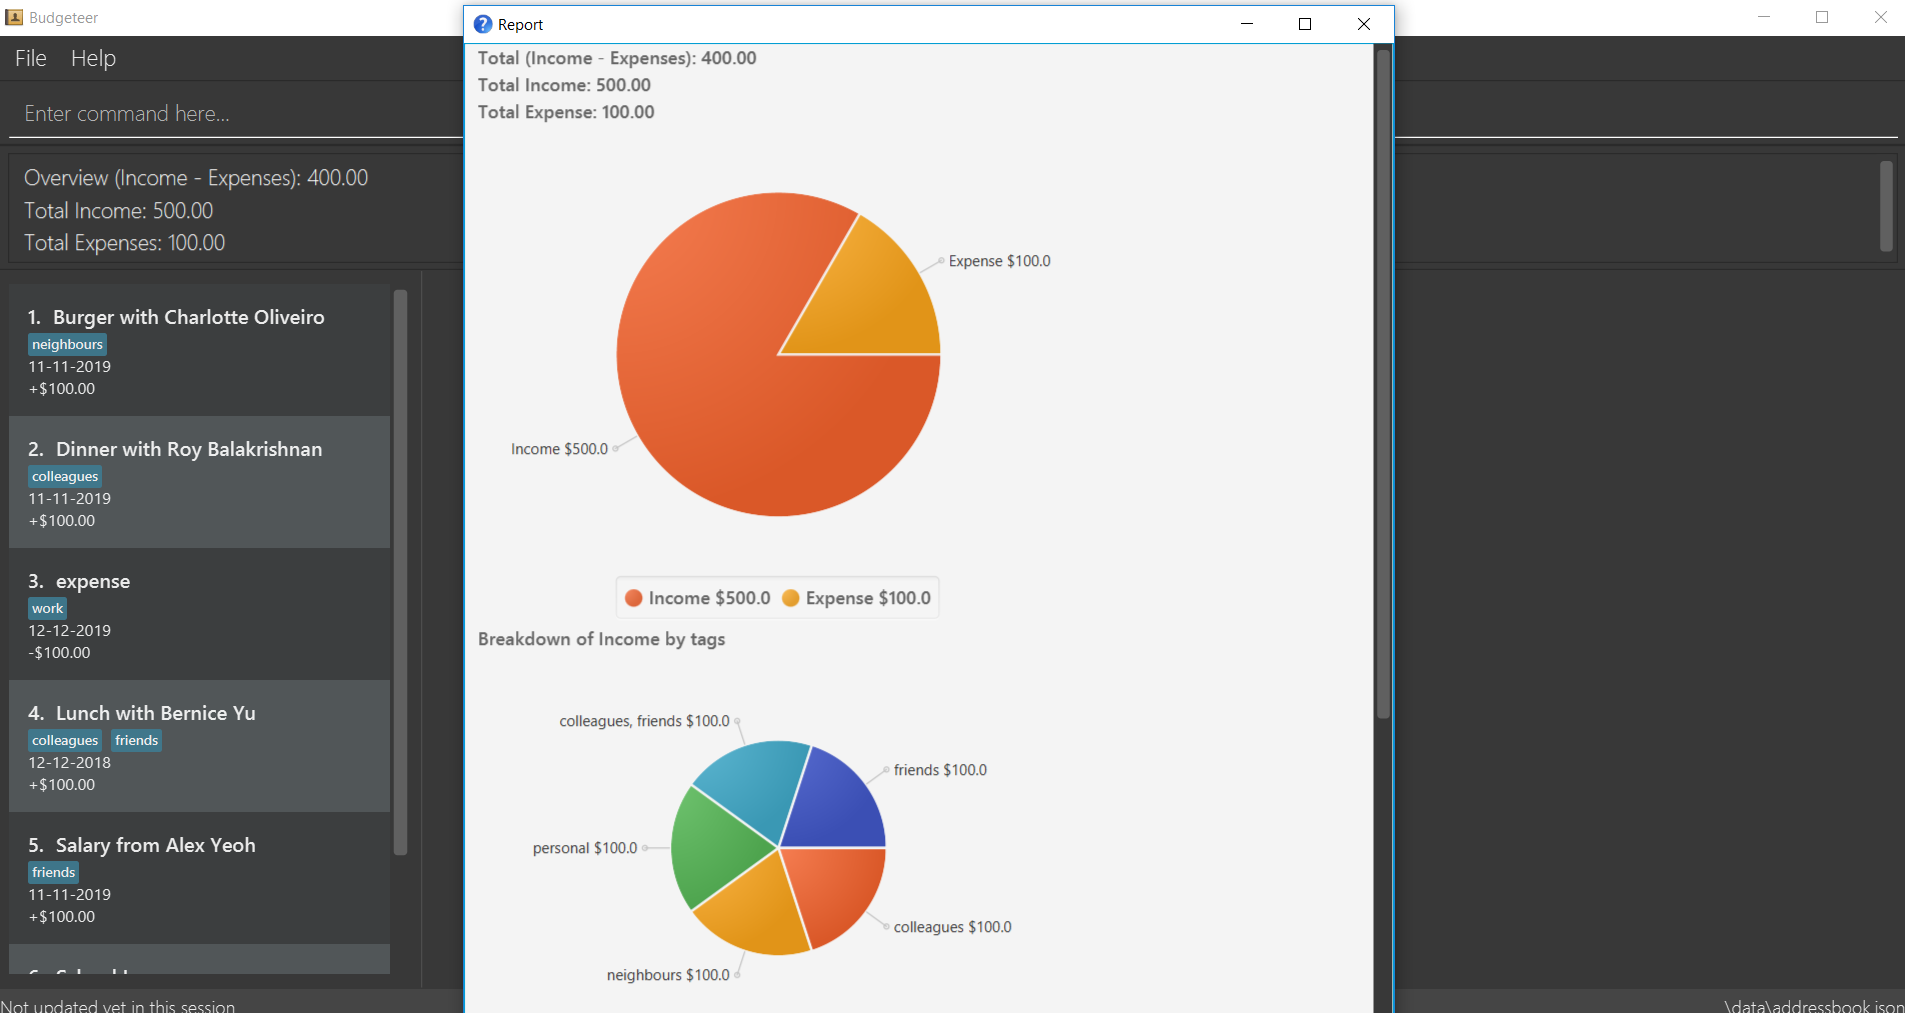 Budgeteer
File Help
Enter command here...
Overview (Income - Expenses): 400.00
Total Income: 500.00
Total Expenses: 100.00
1. Burger with Charlotte Oliveiro
neighbours
11-11-2019
+$100.00
2. Dinner with Roy Balakrishnan
colleagues
11-11-2019
+$100.00
3. expense
work
12-12-2019
-$100.00
4. Lunch with Bernice Yu
colleagues friends
12-12-2018
+$100.00
5. Salary from Alex Yeoh
friends
11-11-2019
+$100.00
Not updated yet in this session
Report
Total (Income - Expenses): 400.00
Total Income: 500.00
Total Expense: 100.00
Expense $100.0
Income $500.0
Income $500.0 Expense $100.0
Breakdown of Income by tags
colleagues, friends $100.0
friends $100.0
personal $100.0
colleagues $100.0
neighbours $100.0
\data\addressbook.json